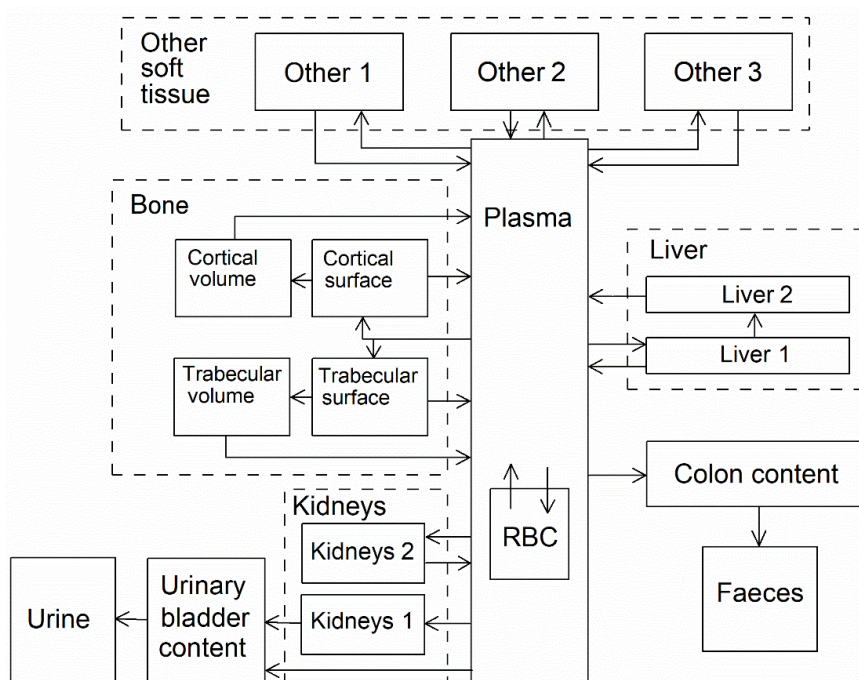 Other
soft
tissue
Other 1
Other 2
Other 3
Bone
Plasma
Cortical
volume
Cortical
surface
Trabecular
volume
Trabecular
surface
Liver
Liver 2
Liver 1
Colon content
Faeces
RBC
Kidneys
Kidneys 2
Kidneys 1
Urinary
bladder
content
Urine